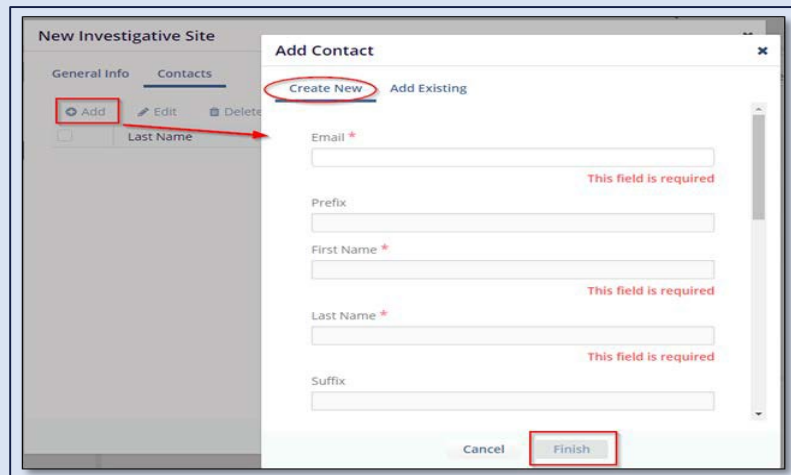 New Investigative Site
General Info Contacts
Add Edit Delete
Last Name
Add Contact
Create New Add Existing
Email *
This field is required
Prefix
First Name *
This field is required
Last Name *
This field is required
Suffix
Cancel Finish